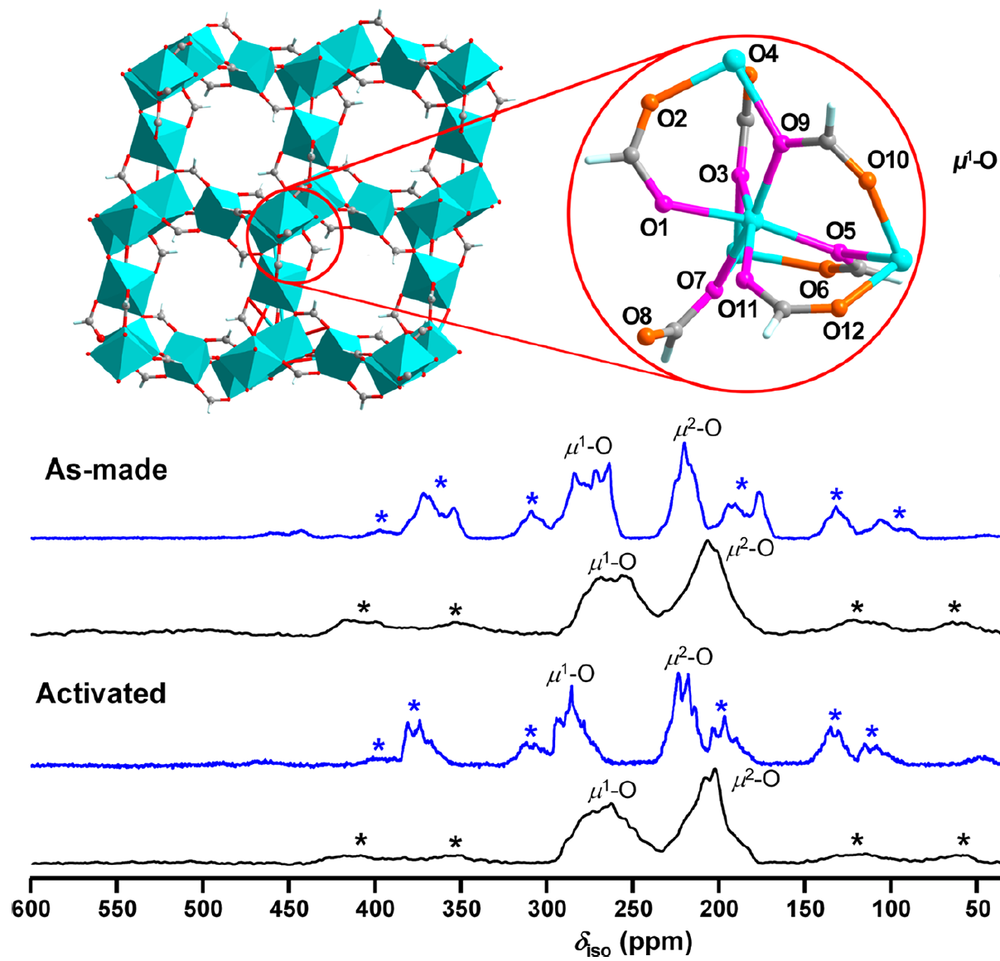 O4
O2
O9
O10
μ¹-O
O3
O1
O5
O7
O6
O11
O8
O12
μ²-O
μ¹-O
As-made
*
*
*
*
*
*
μ¹-O
μ²-O
*
*
*
*
μ²-O
μ¹-O
Activated
*
*
*
*
*
*
μ¹-O
μ²-O
*
*
*
*
600 550 500 450 400 350 300 250 200 150 100 50
δiso (ppm)